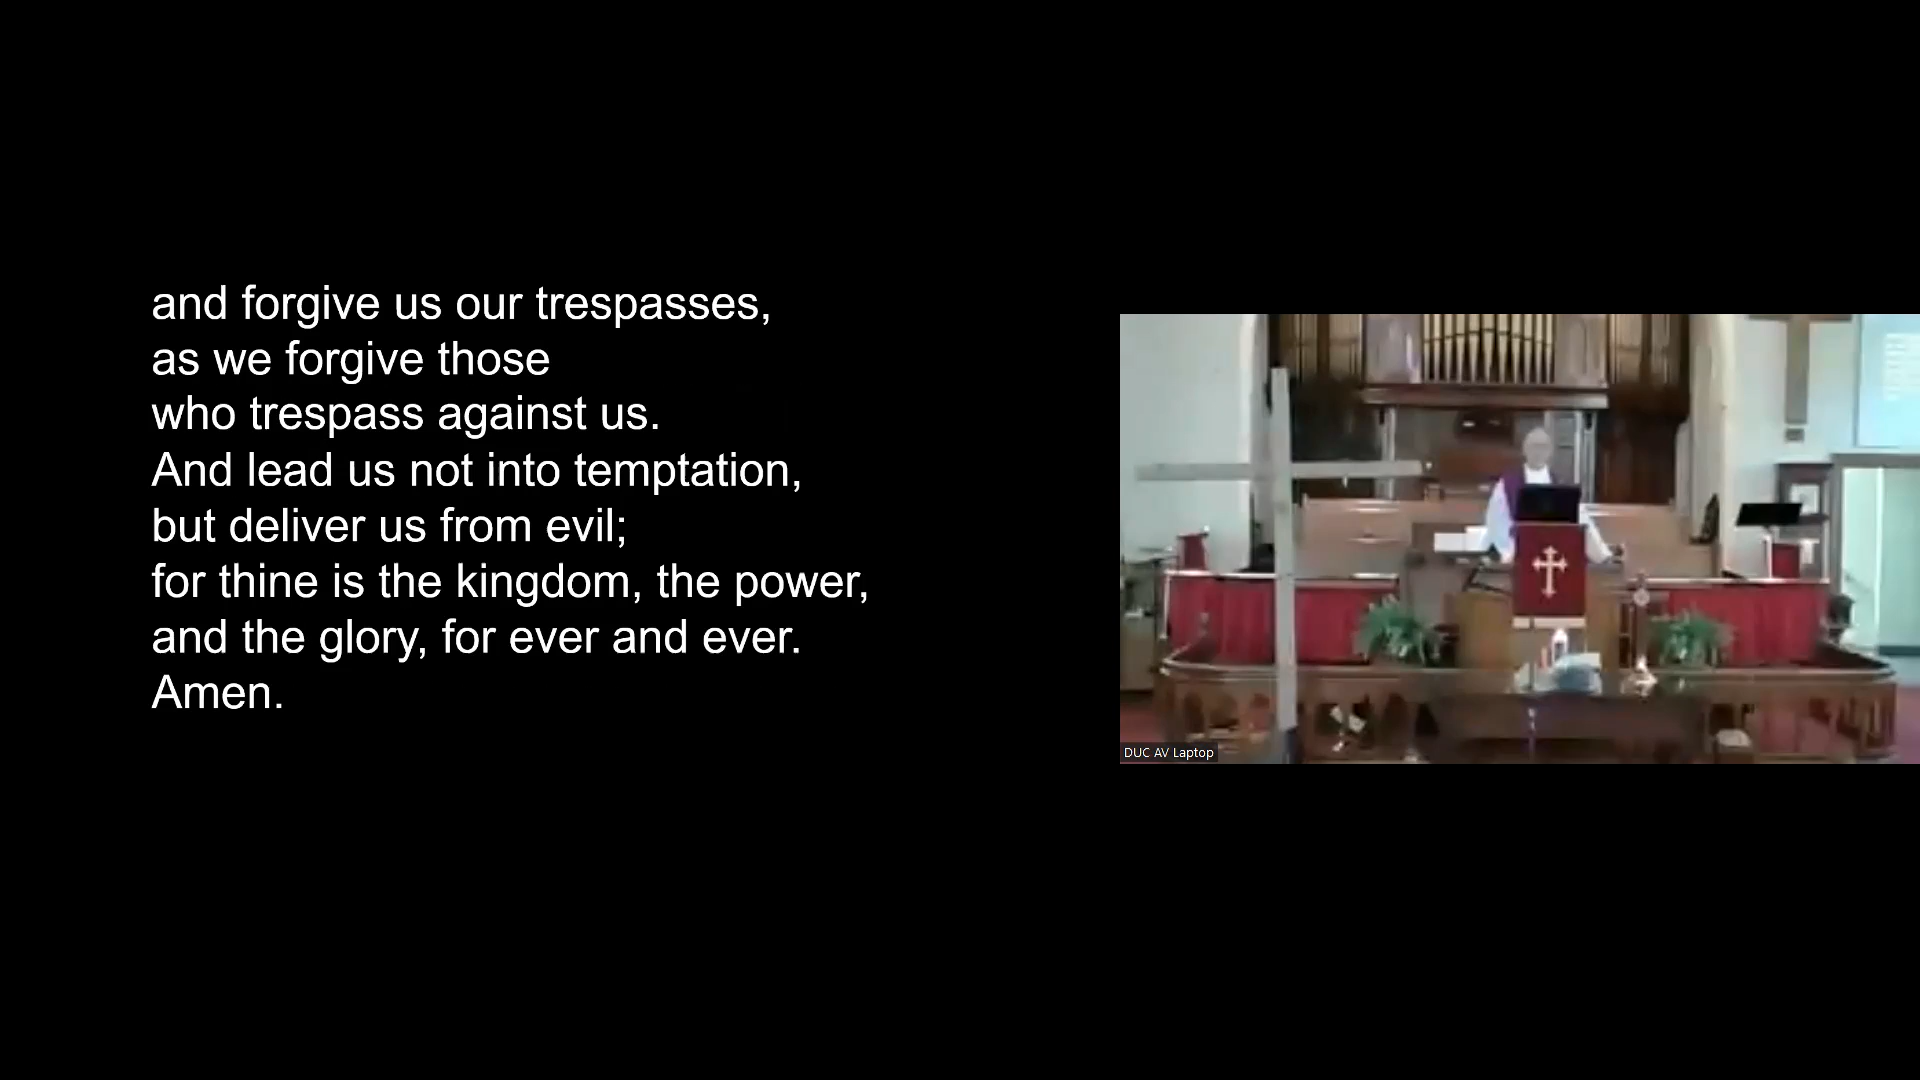 and forgive us our trespasses,
as we forgive those
who trespass against us.
And lead us not into temptation,
but deliver us from evil;
for thine is the kingdom, the power,
and the glory, for ever and ever.
Amen.
DUC AV Laptop